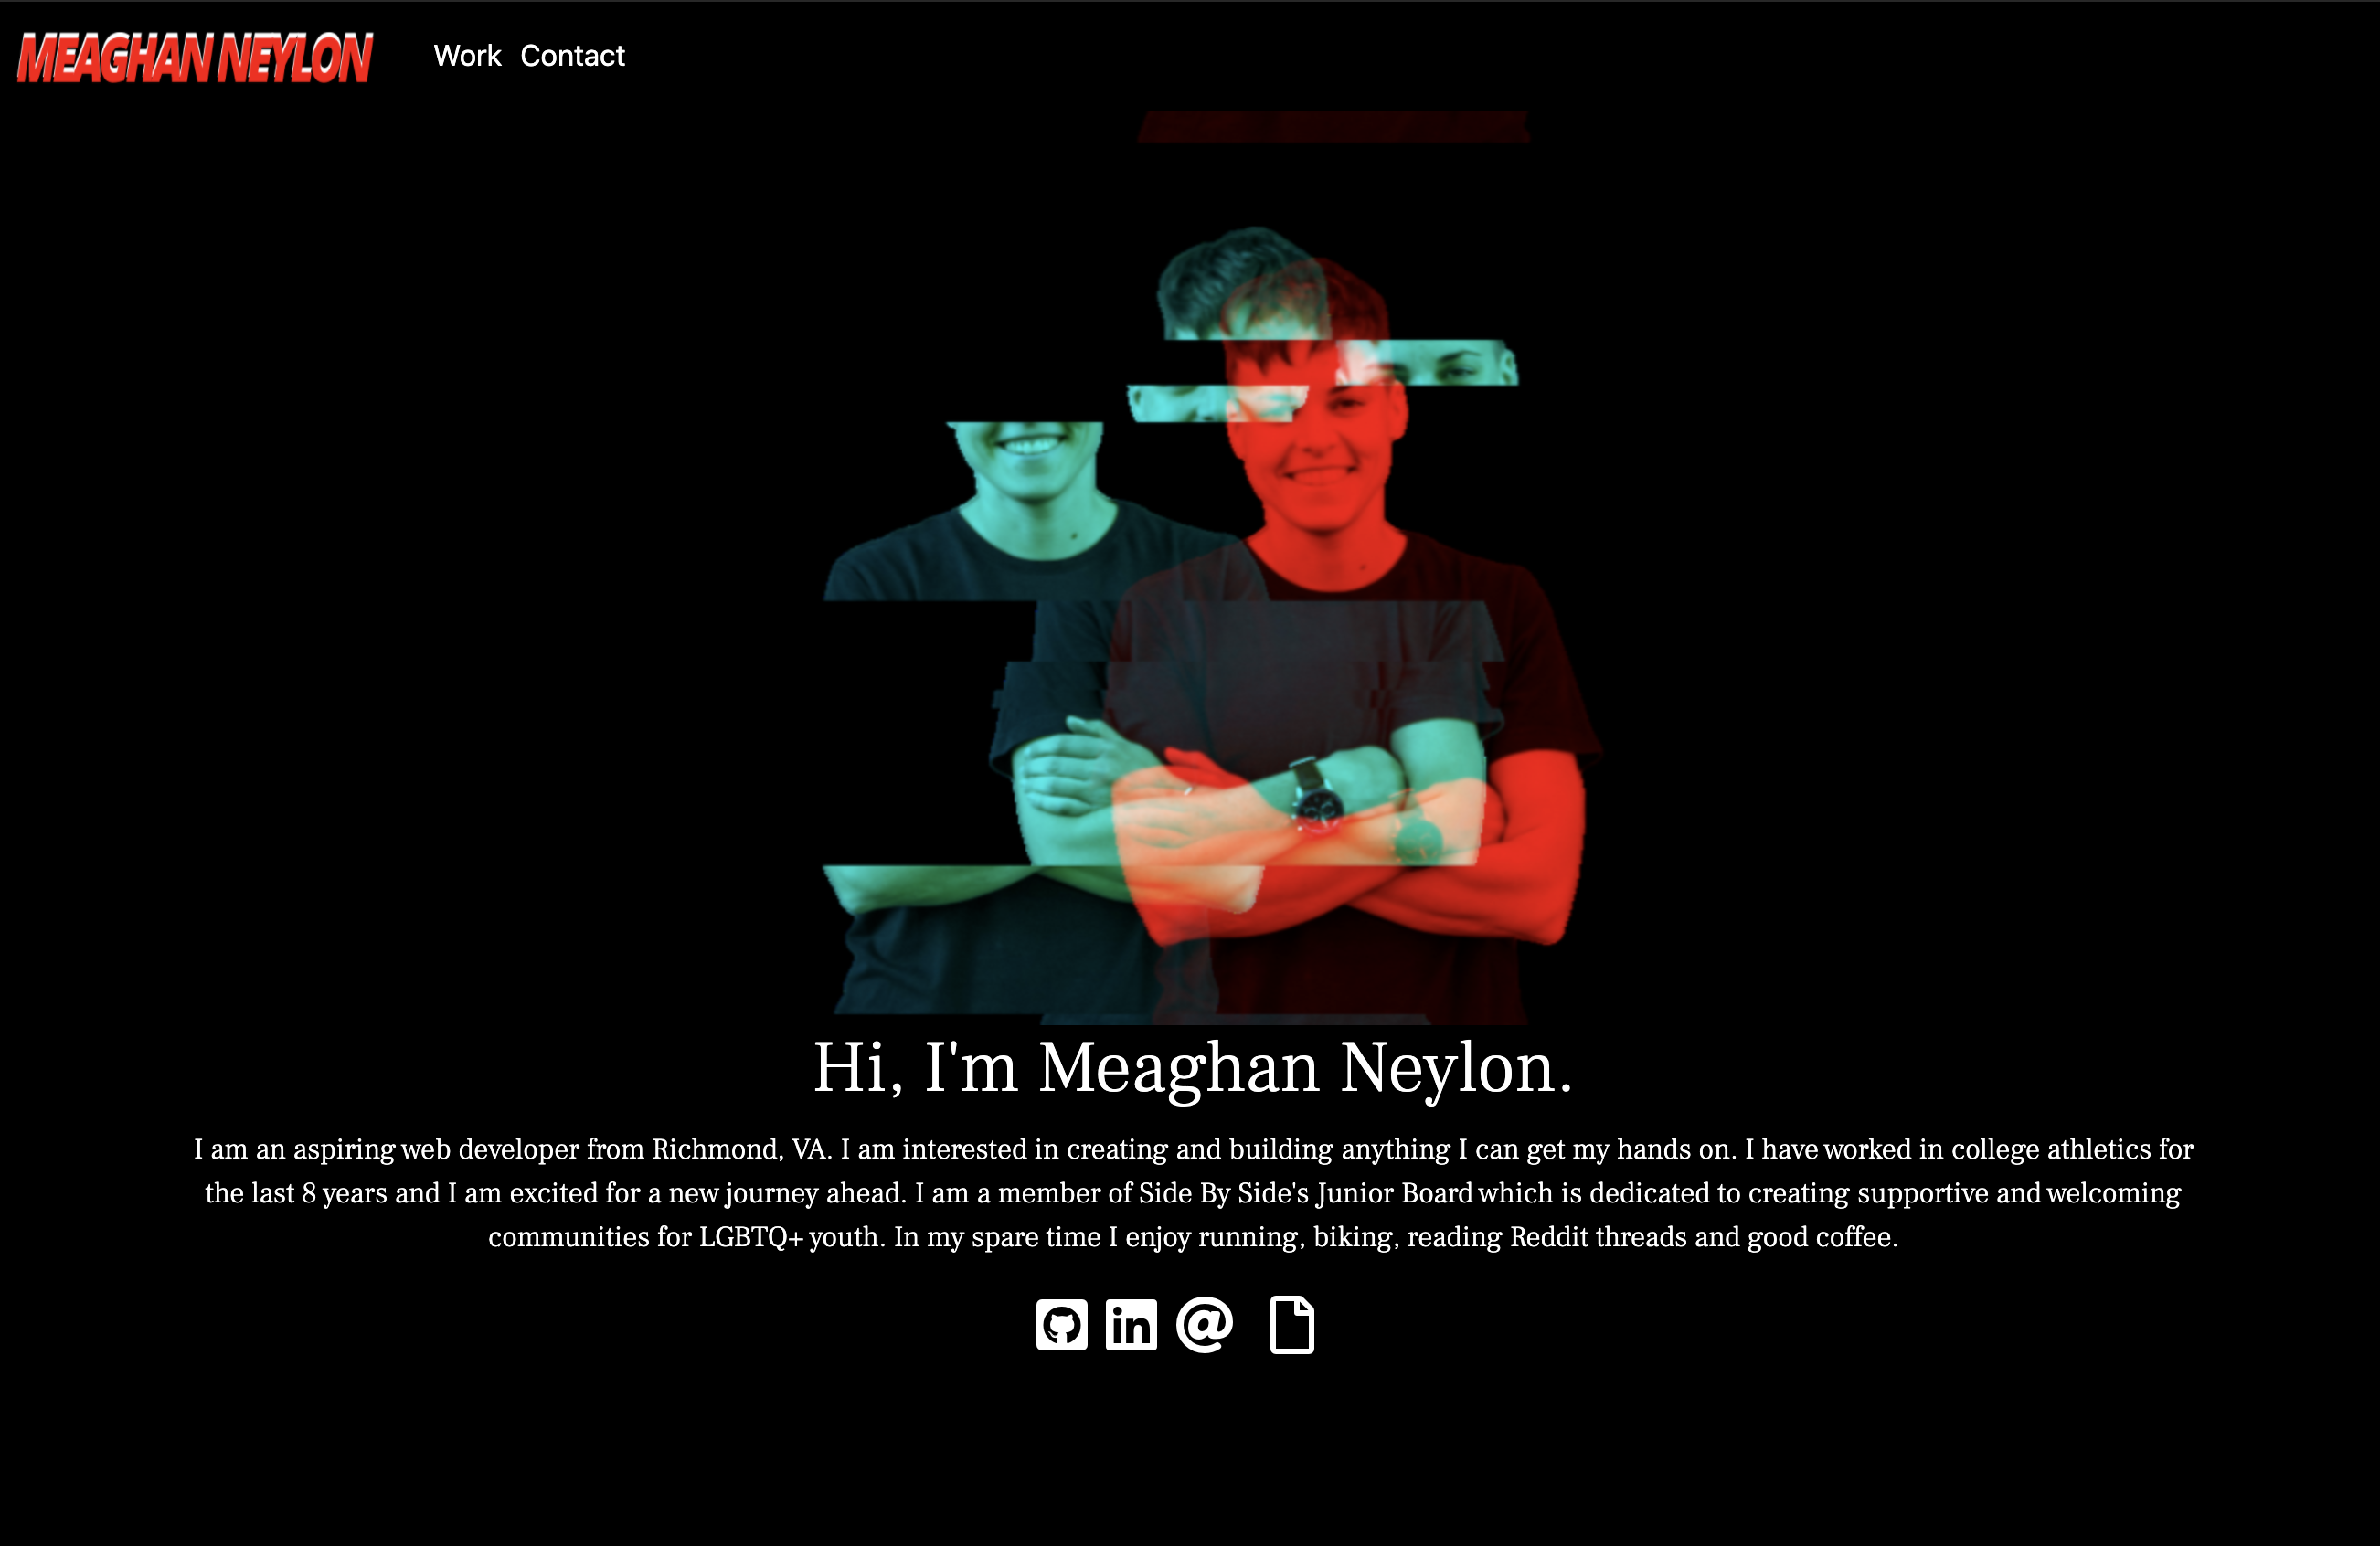 MEAGHAN NEYLON
Work Contact
Hi, I'm Meaghan Neylon.
I am an aspiring web developer from Richmond, VA. I am interested in creating and building anything I can get my hands on. I have worked in college athletics for
the last 8 years and I am excited for a new journey ahead. I am a member of Side By Side's Junior Board which is dedicated to creating supportive and welcoming
communities for LGBTQ+ youth. In my spare time I enjoy running, biking, reading Reddit threads and good coffee.
in @